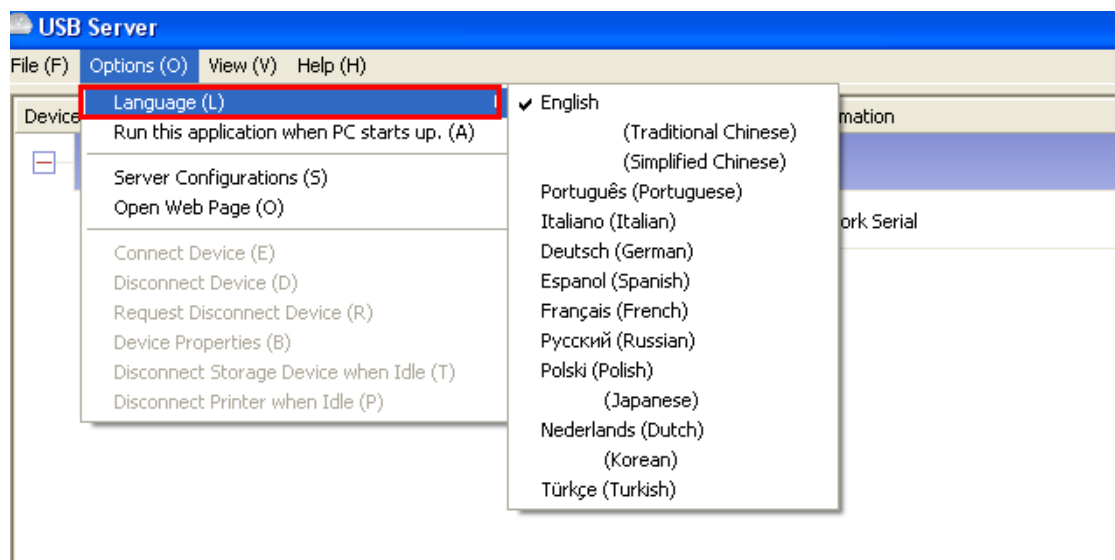 USB Server
File (F) Options (O) View (V) Help (H)
Device
mation
Language (L)
Run this application when PC starts up. (A)
Server Configurations (S)
Open Web Page (O)
Connect Device (E)
Disconnect Device (D)
Request Disconnect Device (R)
Device Properties (B)
Disconnect Storage Device when Idle (T)
Disconnect Printer when Idle (P)
English
(Traditional Chinese)
(Simplified Chinese)
Português (Portuguese)
Italiano (Italian)
Deutsch (German)
Espanol (Spanish)
Français (French)
Русский (Russian)
Polski (Polish)
(Japanese)
Nederlands (Dutch)
(Korean)
Türkçe (Turkish)
ork Serial